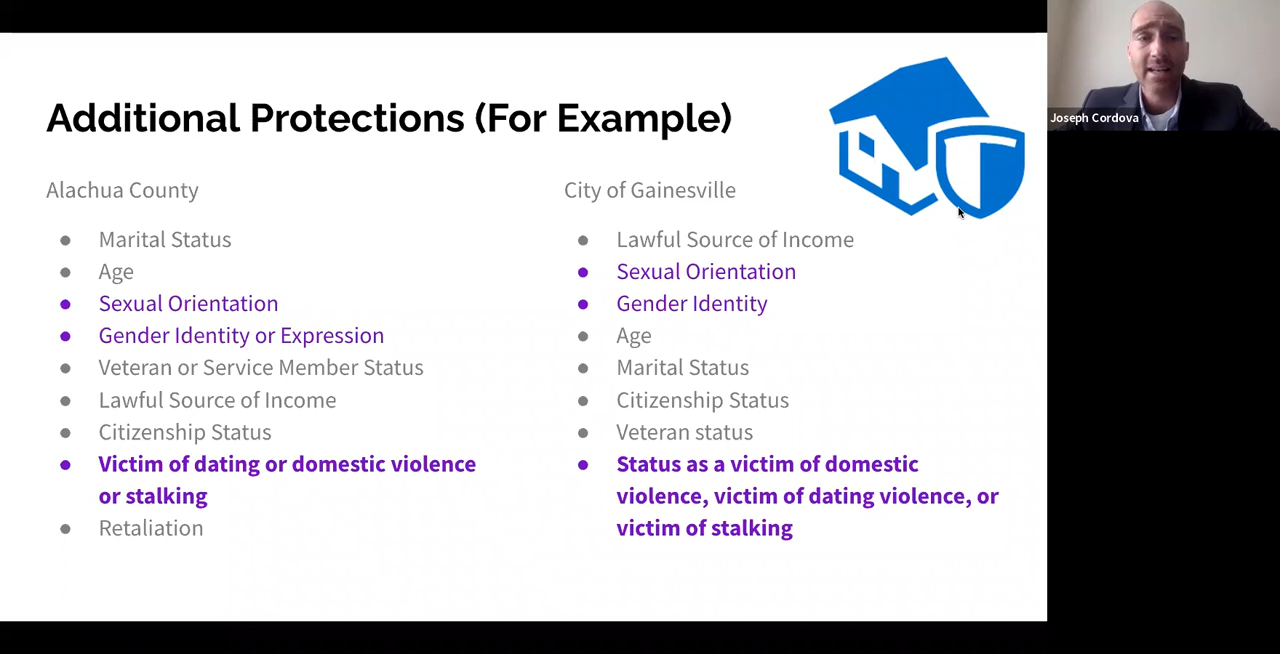 Additional Protections (For Example)
Alachua County
● Marital Status
● Age
● Sexual Orientation
● Gender Identity or Expression
● Veteran or Service Member Status
● Lawful Source of Income
● Citizenship Status
● Victim of dating or domestic violence
or stalking
● Retaliation
City of Gainesville
● Lawful Source of Income
● Sexual Orientation
● Gender Identity
● Age
● Marital Status
● Citizenship Status
● Veteran status
● Status as a victim of domestic
violence, victim of dating violence, or
victim of stalking
Joseph Cordova